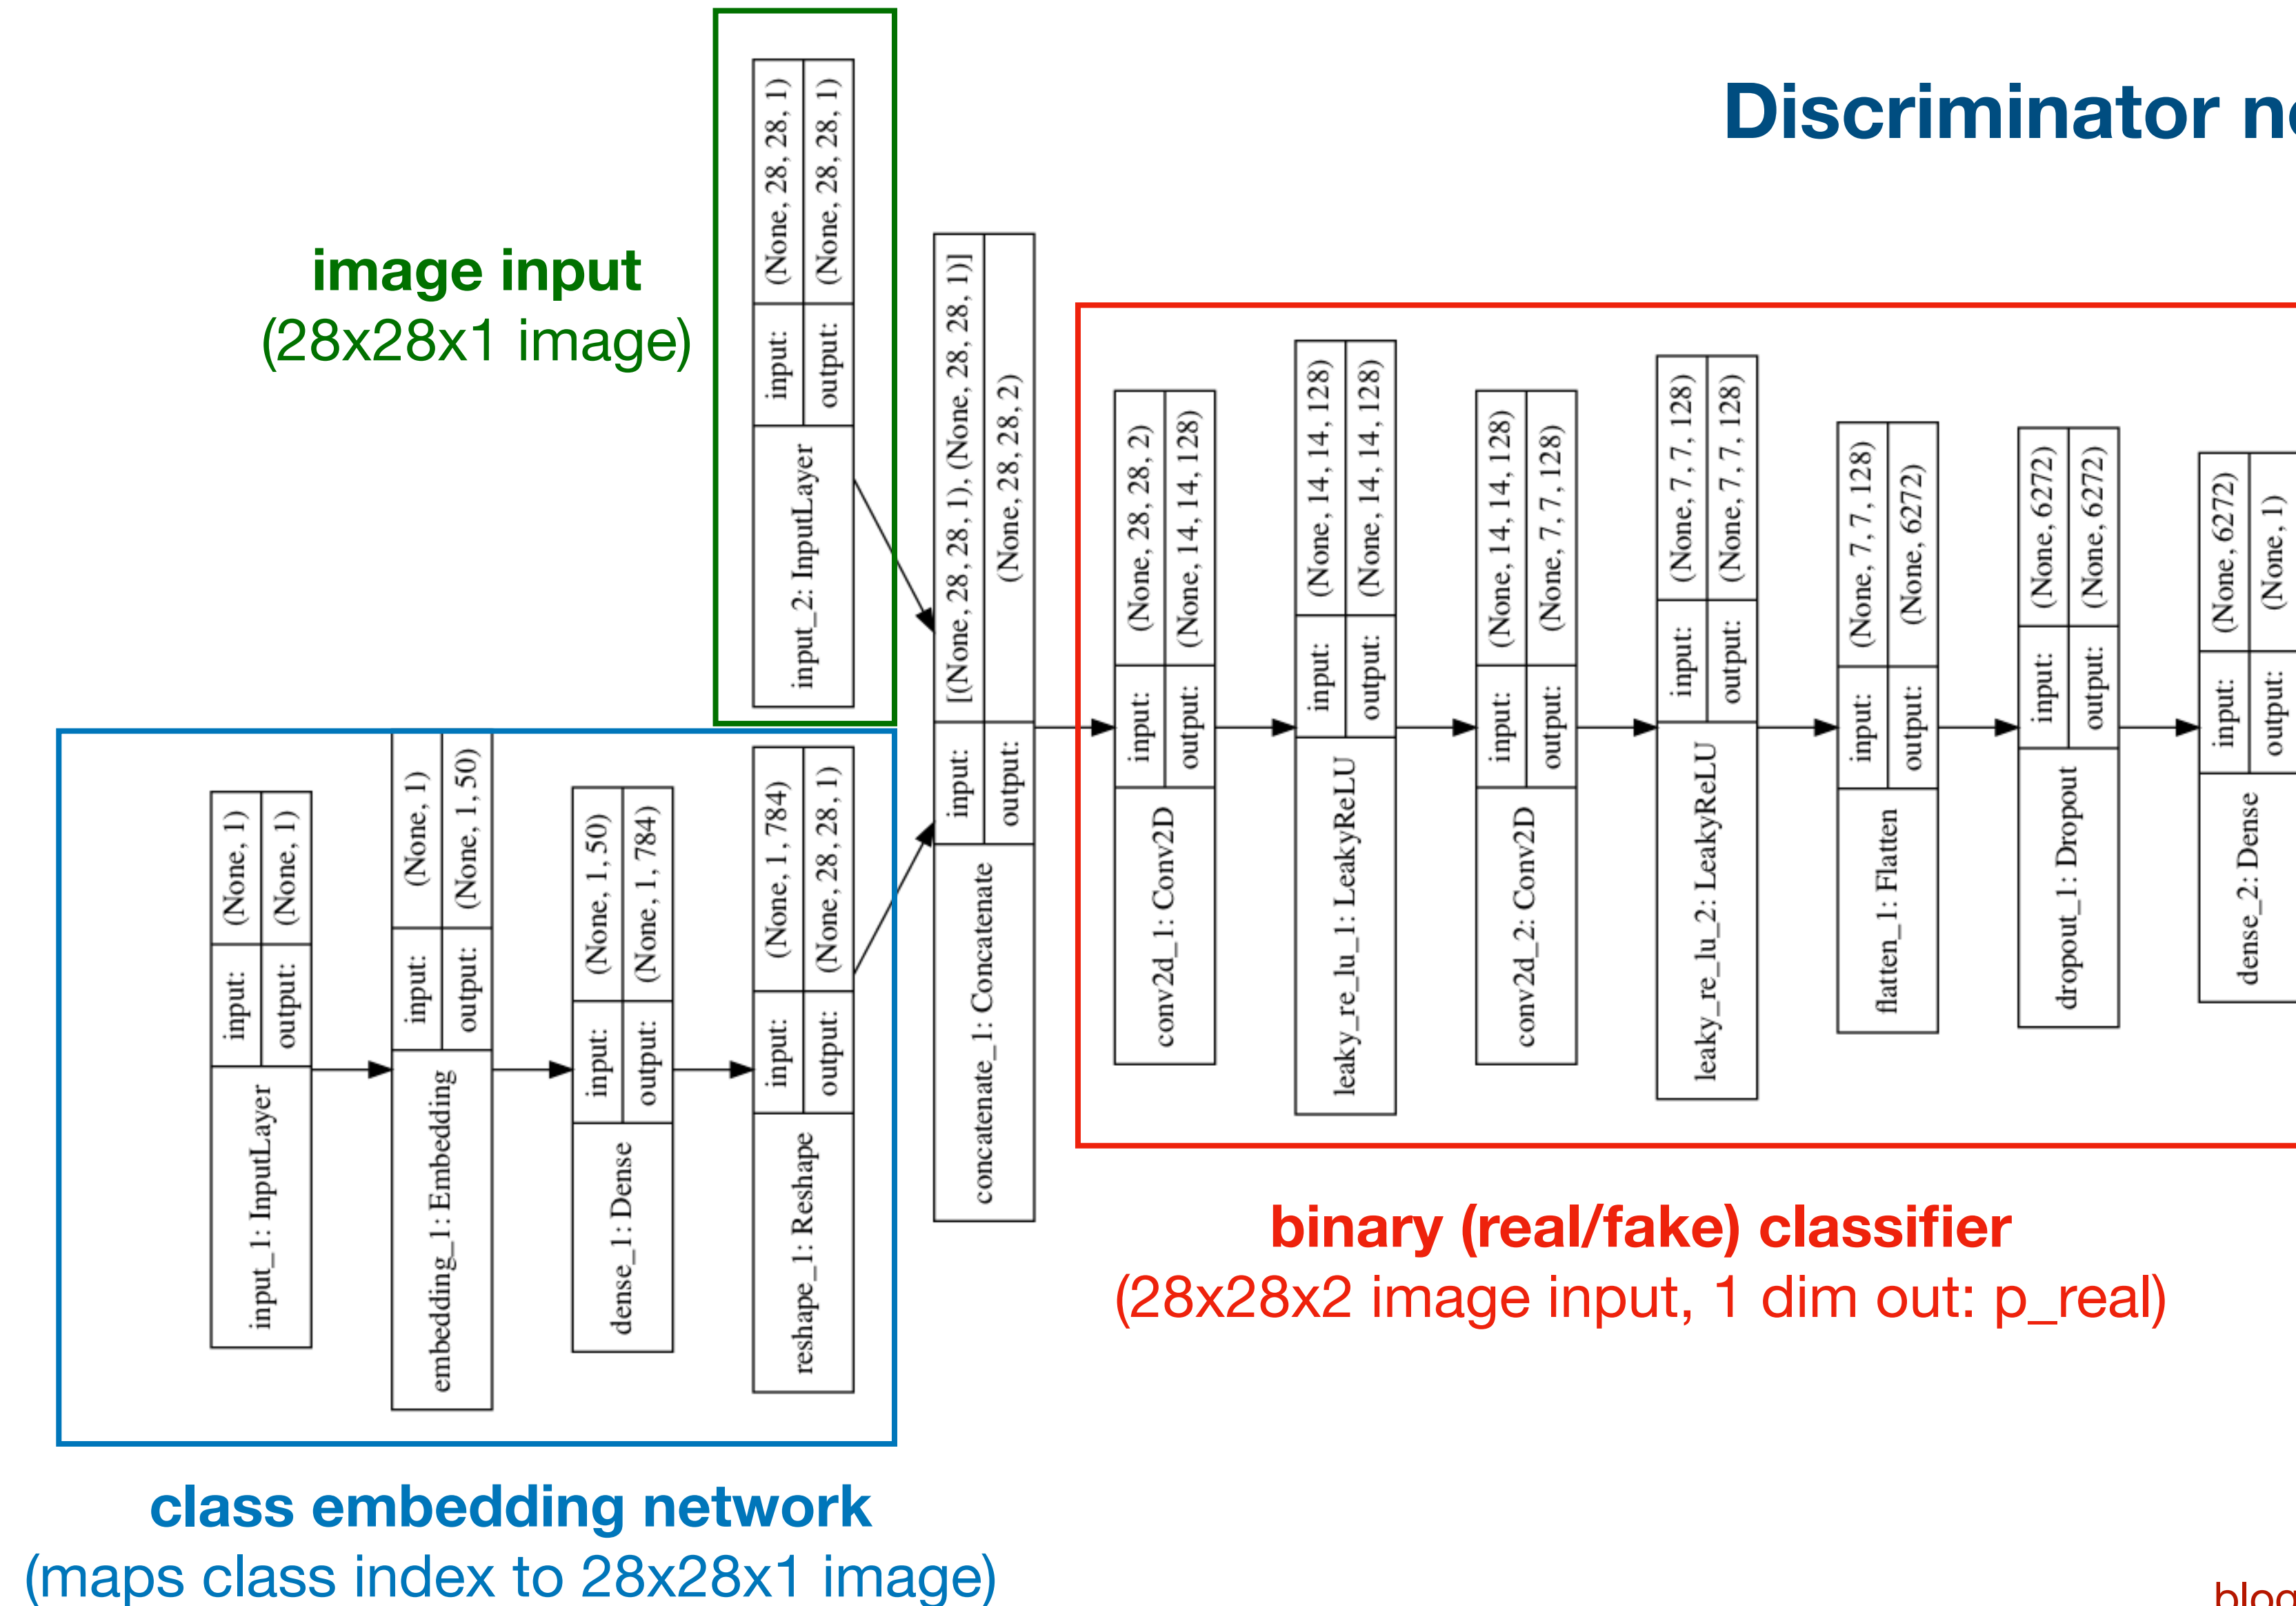 Discriminator
image input
(28x28x1 image)
input_2: InputLayer
input:
(None, 28, 28, 1)
output:
(None, 28, 28, 1)
input_1: InputLayer
input:
(None, 1)
output:
(None, 1)
embedding_1: Embedding
input:
(None, 1)
output:
(None, 1, 50)
dense_1: Dense
input:
(None, 1, 50)
output:
(None, 1, 784)
reshape_1: Reshape
input:
(None, 1, 784)
output:
(None, 28, 28, 1)
concatenate_1: Concatenate
input:
[(None, 28, 28, 1), (None, 28, 28, 1)]
output:
(None, 28, 28, 2)
conv2d_1: Conv2D
input:
(None, 28, 28, 2)
output:
(None, 14, 14, 128)
leaky_re_lu_1: LeakyReLU
input:
(None, 14, 14, 128)
output:
(None, 14, 14, 128)
conv2d_2: Conv2D
input:
(None, 14, 14, 128)
output:
(None, 7, 7, 128)
leaky_re_lu_2: LeakyReLU
input:
(None, 7, 7, 128)
output:
(None, 7, 7, 128)
flatten_1: Flatten
input:
(None, 7, 7, 128)
output:
(None, 6272)
dropout_1: Dropout
input:
(None, 6272)
output:
(None, 6272)
dense_2: Dense
input:
(None, 6272)
output:
(None, 1)
binary (real/fake) classifier
(28x28x2 image input, 1 dim out: p_real)
class embedding network
(maps class index to 28x28x1 image)